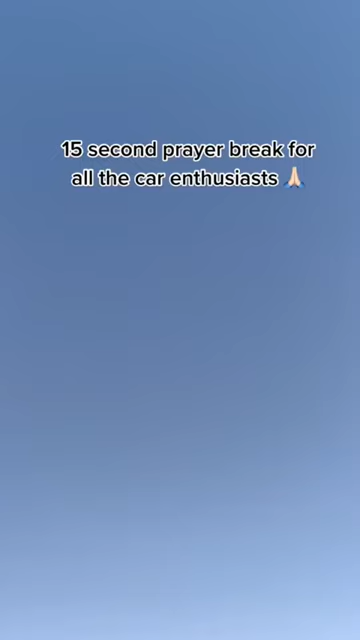 15 second prayer break for
all the car enthusiasts 🙏🏻